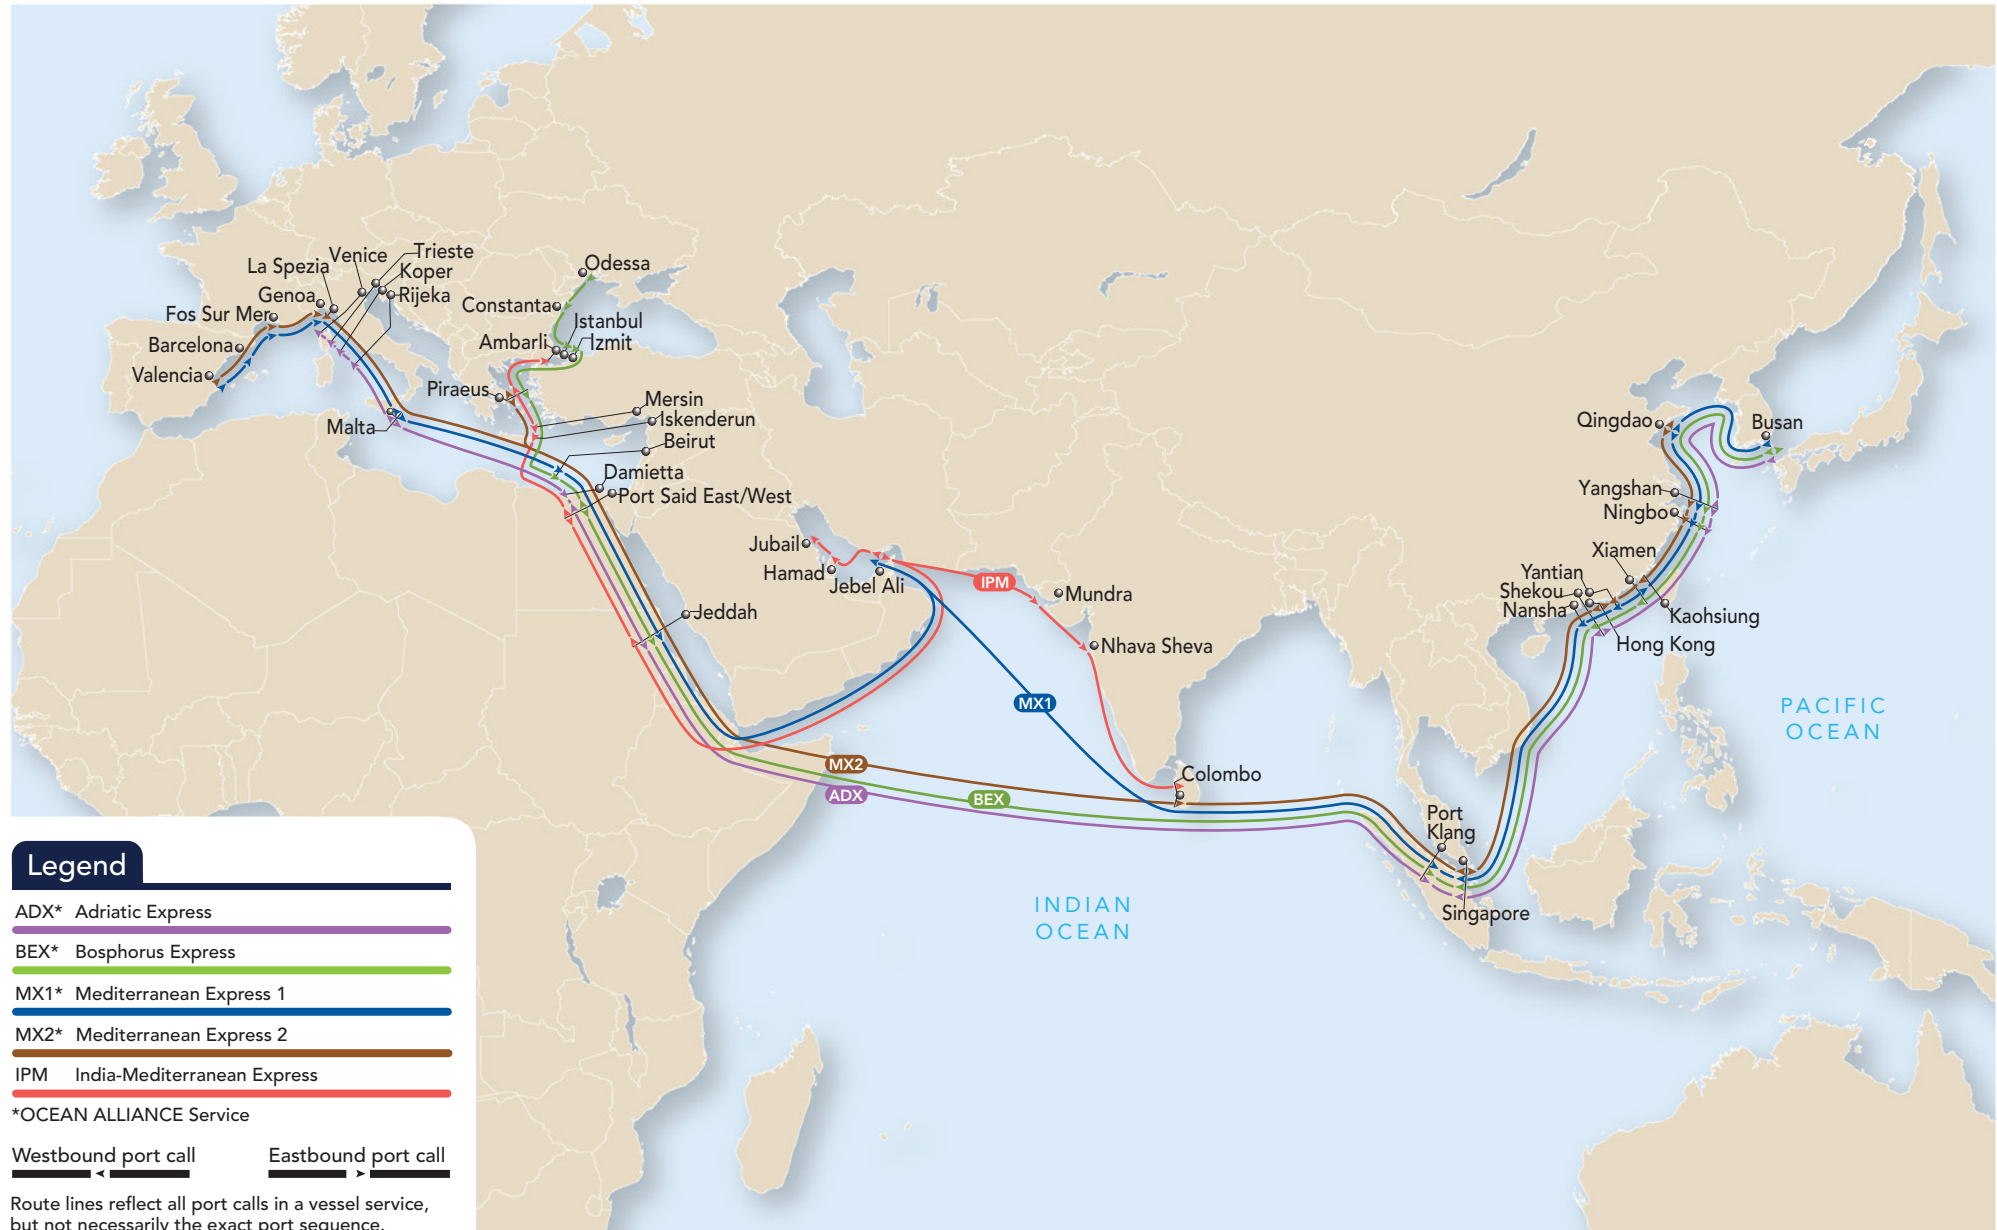 Venice
Trieste
La Spezia
Koper
Genoa
Rijeka
Fos Sur Mer
Barcelona
Valencia
Malta
Odessa
Constanta
Istanbul
Ambarli
Izmit
Piraeus
Mersin
Iskenderun
Beirut
Damietta
Port Said East/West
Jubail
Hamad
Jebel Ali
Jeddah
IPM
Mundra
Nhava Sheva
MX1
MX2
ADX
BEX
Colombo
Port
Klang
Singapore
Qingdao
Busan
Yangshan
Ningbo
Xiamen
Yantian
Shekou
Nansha
Kaohsiung
Hong Kong
PACIFIC
OCEAN
INDIAN
OCEAN
Legend
ADX* Adriatic Express
BEX* Bosphorus Express
MX1* Mediterranean Express 1
MX2* Mediterranean Express 2
IPM India-Mediterranean Express
*OCEAN ALLIANCE Service
Westbound port call Eastbound port call
Route lines reflect all port calls in a vessel service,
but not necessarily the exact port sequence.